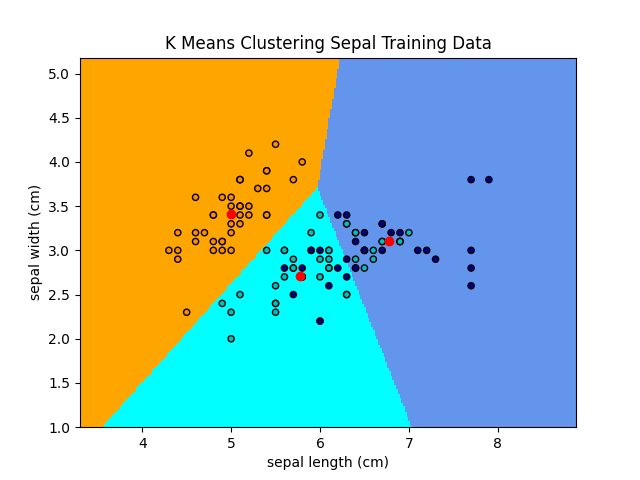 K Means Clustering Sepal Training Data
5.0
4.5
4.0
3.5
3.0
2.5
2.0
1.5
1.0
sepal width (cm)
4 5 6 7 8
sepal length (cm)